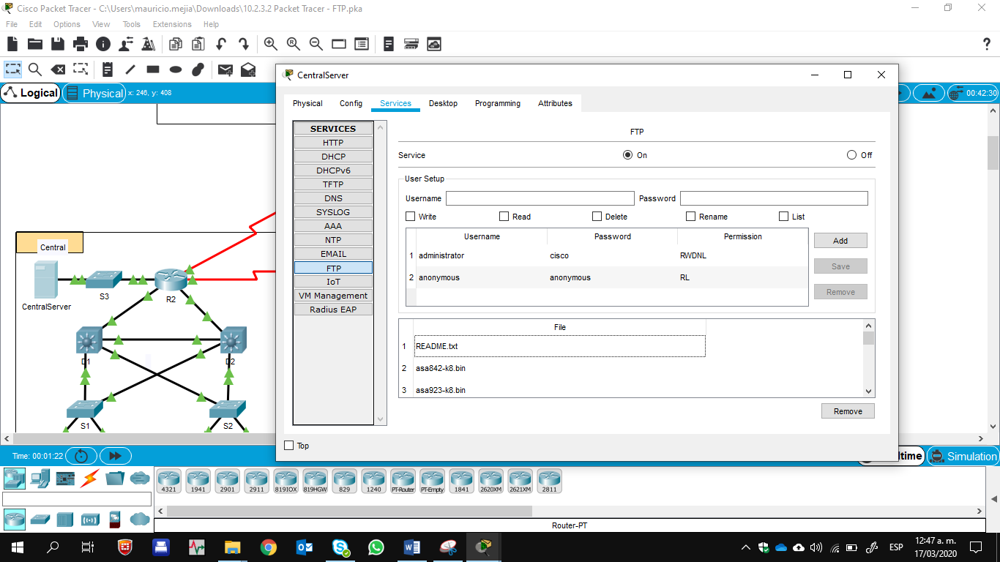 Cisco Packet Tracer - C:\Users\mauricio.mejia\Downloads\10.2.3.2 Packet Tracer - FTP.pka
File Edit Options View Tools Extensions Help
Logical Physical x: 246, y: 408 00:42:30
CentralServer
Physical Config Services Desktop Programming Attributes
SERVICES
HTTP
DHCP
DHCPv6
TFTP
DNS
SYSLOG
AAA
NTP
EMAIL
FTP
IoT
VM Management
Radius EAP
FTP
Service On Off
User Setup
Username Password
Write Read Delete Rename List
Username Password Permission
1 administrator cisco RWDNL
2 anonymous anonymous RL
Add
Save
Remove
File
1 README.txt
2 asa842-k8.bin
3 asa923-k8.bin
Remove
Top
Central
CentralServer
S3
R2
D1
D2
S1
S2
Time: 00:01:22 Simulation
4321 1941 2901 2911 819IOX 819HGW 829 1240 PT-Router PT-Empty 1841 2620XM 2621XM 2811
Router-PT
ESP
12:47 a. m.
17/03/2020